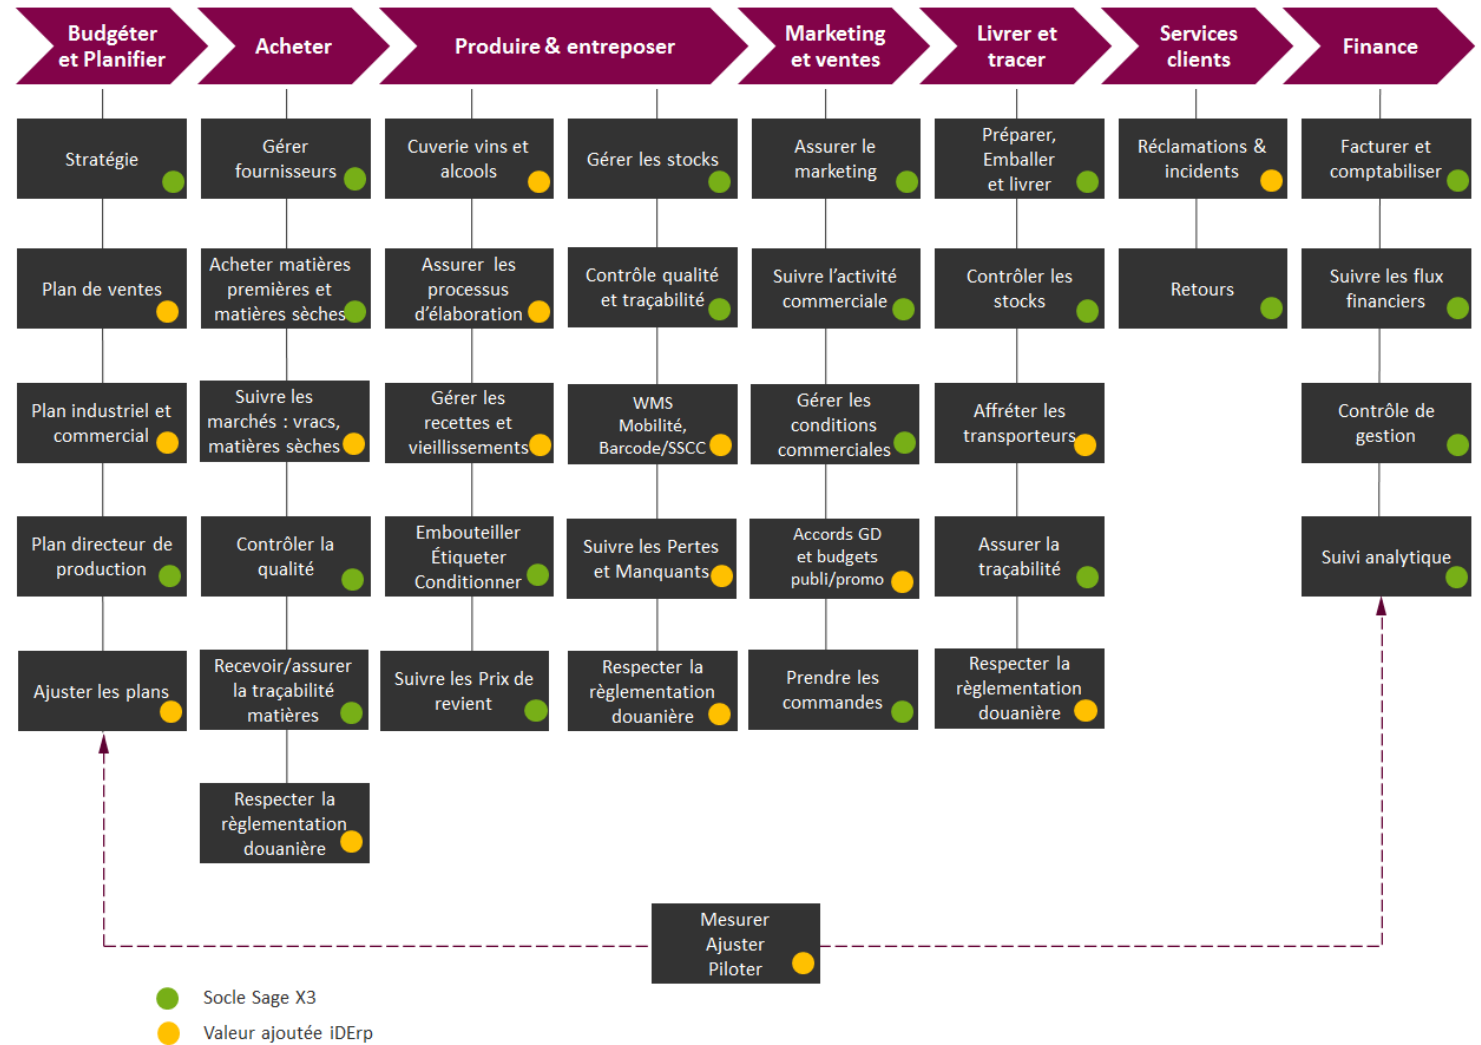 Budgéter
et Planifier
Acheter
Produire & entreposer
Marketing
et ventes
Livrer et
tracer
Services
clients
Finance
Stratégie
Gérer
fournisseurs
Cuverie vins et
alcools
Gérer les stocks
Assurer le
marketing
Préparer,
Emballer
et livrer
Réclamations &
incidents
Facturer et
comptabiliser
Plan de ventes
Acheter matières
premières et
matières sèches
Assurer les
processus
d’élaboration
Contrôle qualité
et traçabilité
Suivre l’activité
commerciale
Contrôler les
stocks
Retours
Suivre les flux
financiers
Plan industriel et
commercial
Suivre les
marchés : vracs,
matières sèches
Gérer les
recettes et
vieillissements
WMS
Mobilité,
Barcode/SSCC
Gérer les
conditions
commerciales
Affréter les
transporteurs
Contrôle de
gestion
Plan directeur de
production
Contrôler la
qualité
Embouteiller
Étiqueter
Conditionner
Suivre les Pertes
et Manquants
Accords GD
et budgets
publi/promo
Assurer la
traçabilité
Suivi analytique
Ajuster les plans
Recevoir/assurer
la traçabilité
matières
Suivre les Prix de
revient
Respecter la
règlementation
douanière
Prendre les
commandes
Respecter la
règlementation
douanière
Respecter la
règlementation
douanière
Mesurer
Ajuster
Piloter
Socle Sage X3
Valeur ajoutée iDErp